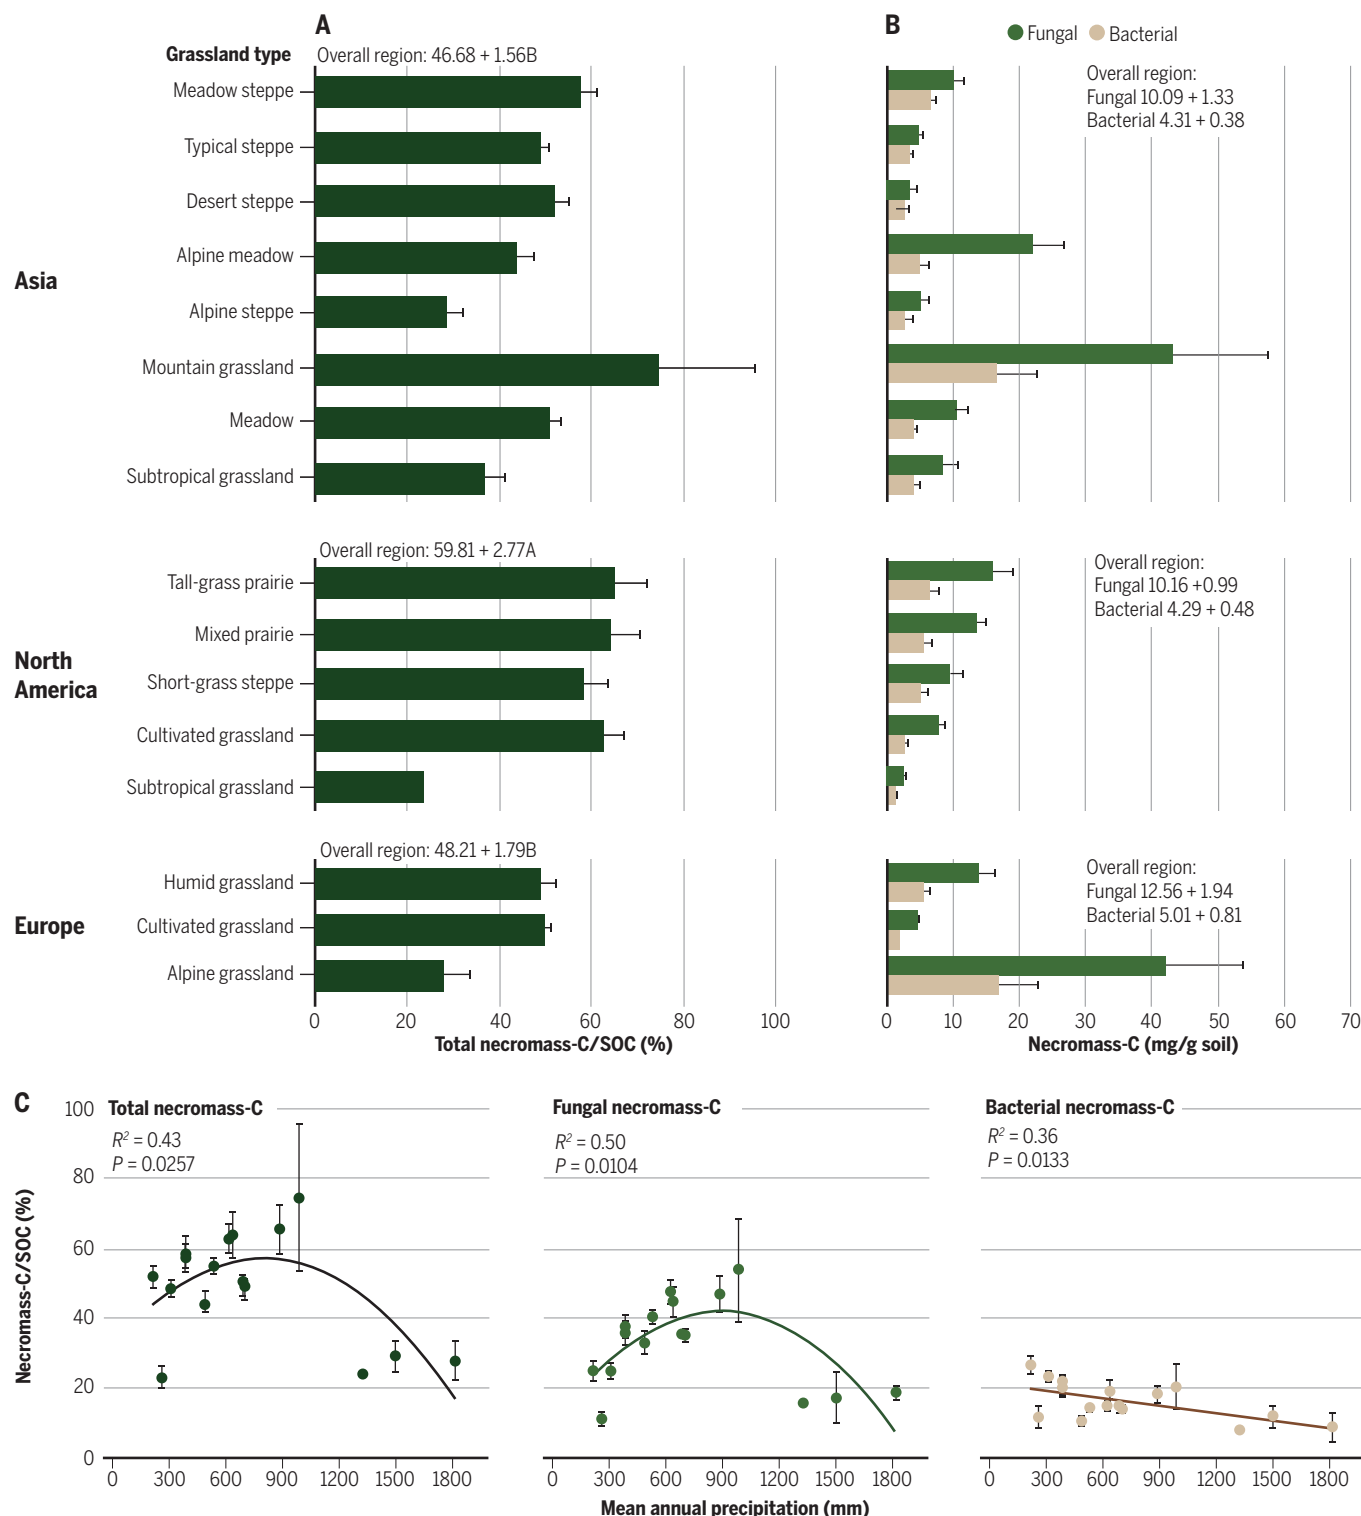 A
B
Fungal
Bacterial
Grassland type
Overall region: 46.68 + 1.56B
Overall region:
Fungal 10.09 + 1.33
Bacterial 4.31 + 0.38
Asia
Meadow steppe
Typical steppe
Desert steppe
Alpine meadow
Alpine steppe
Mountain grassland
Meadow
Subtropical grassland
Overall region: 59.81 + 2.77A
Overall region:
Fungal 10.16 +0.99
Bacterial 4.29 + 0.48
North
America
Tall-grass prairie
Mixed prairie
Short-grass steppe
Cultivated grassland
Subtropical grassland
Overall region: 48.21 + 1.79B
Overall region:
Fungal 12.56 + 1.94
Bacterial 5.01 + 0.81
Europe
Humid grassland
Cultivated grassland
Alpine grassland
0 20 40 60 80 100
Total necromass-C/SOC (%)
0 10 20 30 40 50 60 70
Necromass-C (mg/g soil)
C
Necromass-C/SOC (%)
100
80
60
40
20
0
Total necromass-C
R² = 0.43
P = 0.0257
0 300 600 900 1200 1500 1800
Fungal necromass-C
R² = 0.50
P = 0.0104
0 300 600 900 1200 1500 1800
Bacterial necromass-C
R² = 0.36
P = 0.0133
0 300 600 900 1200 1500 1800
Mean annual precipitation (mm)